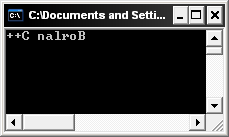 C:\Documents and Setti...
++C nalroB